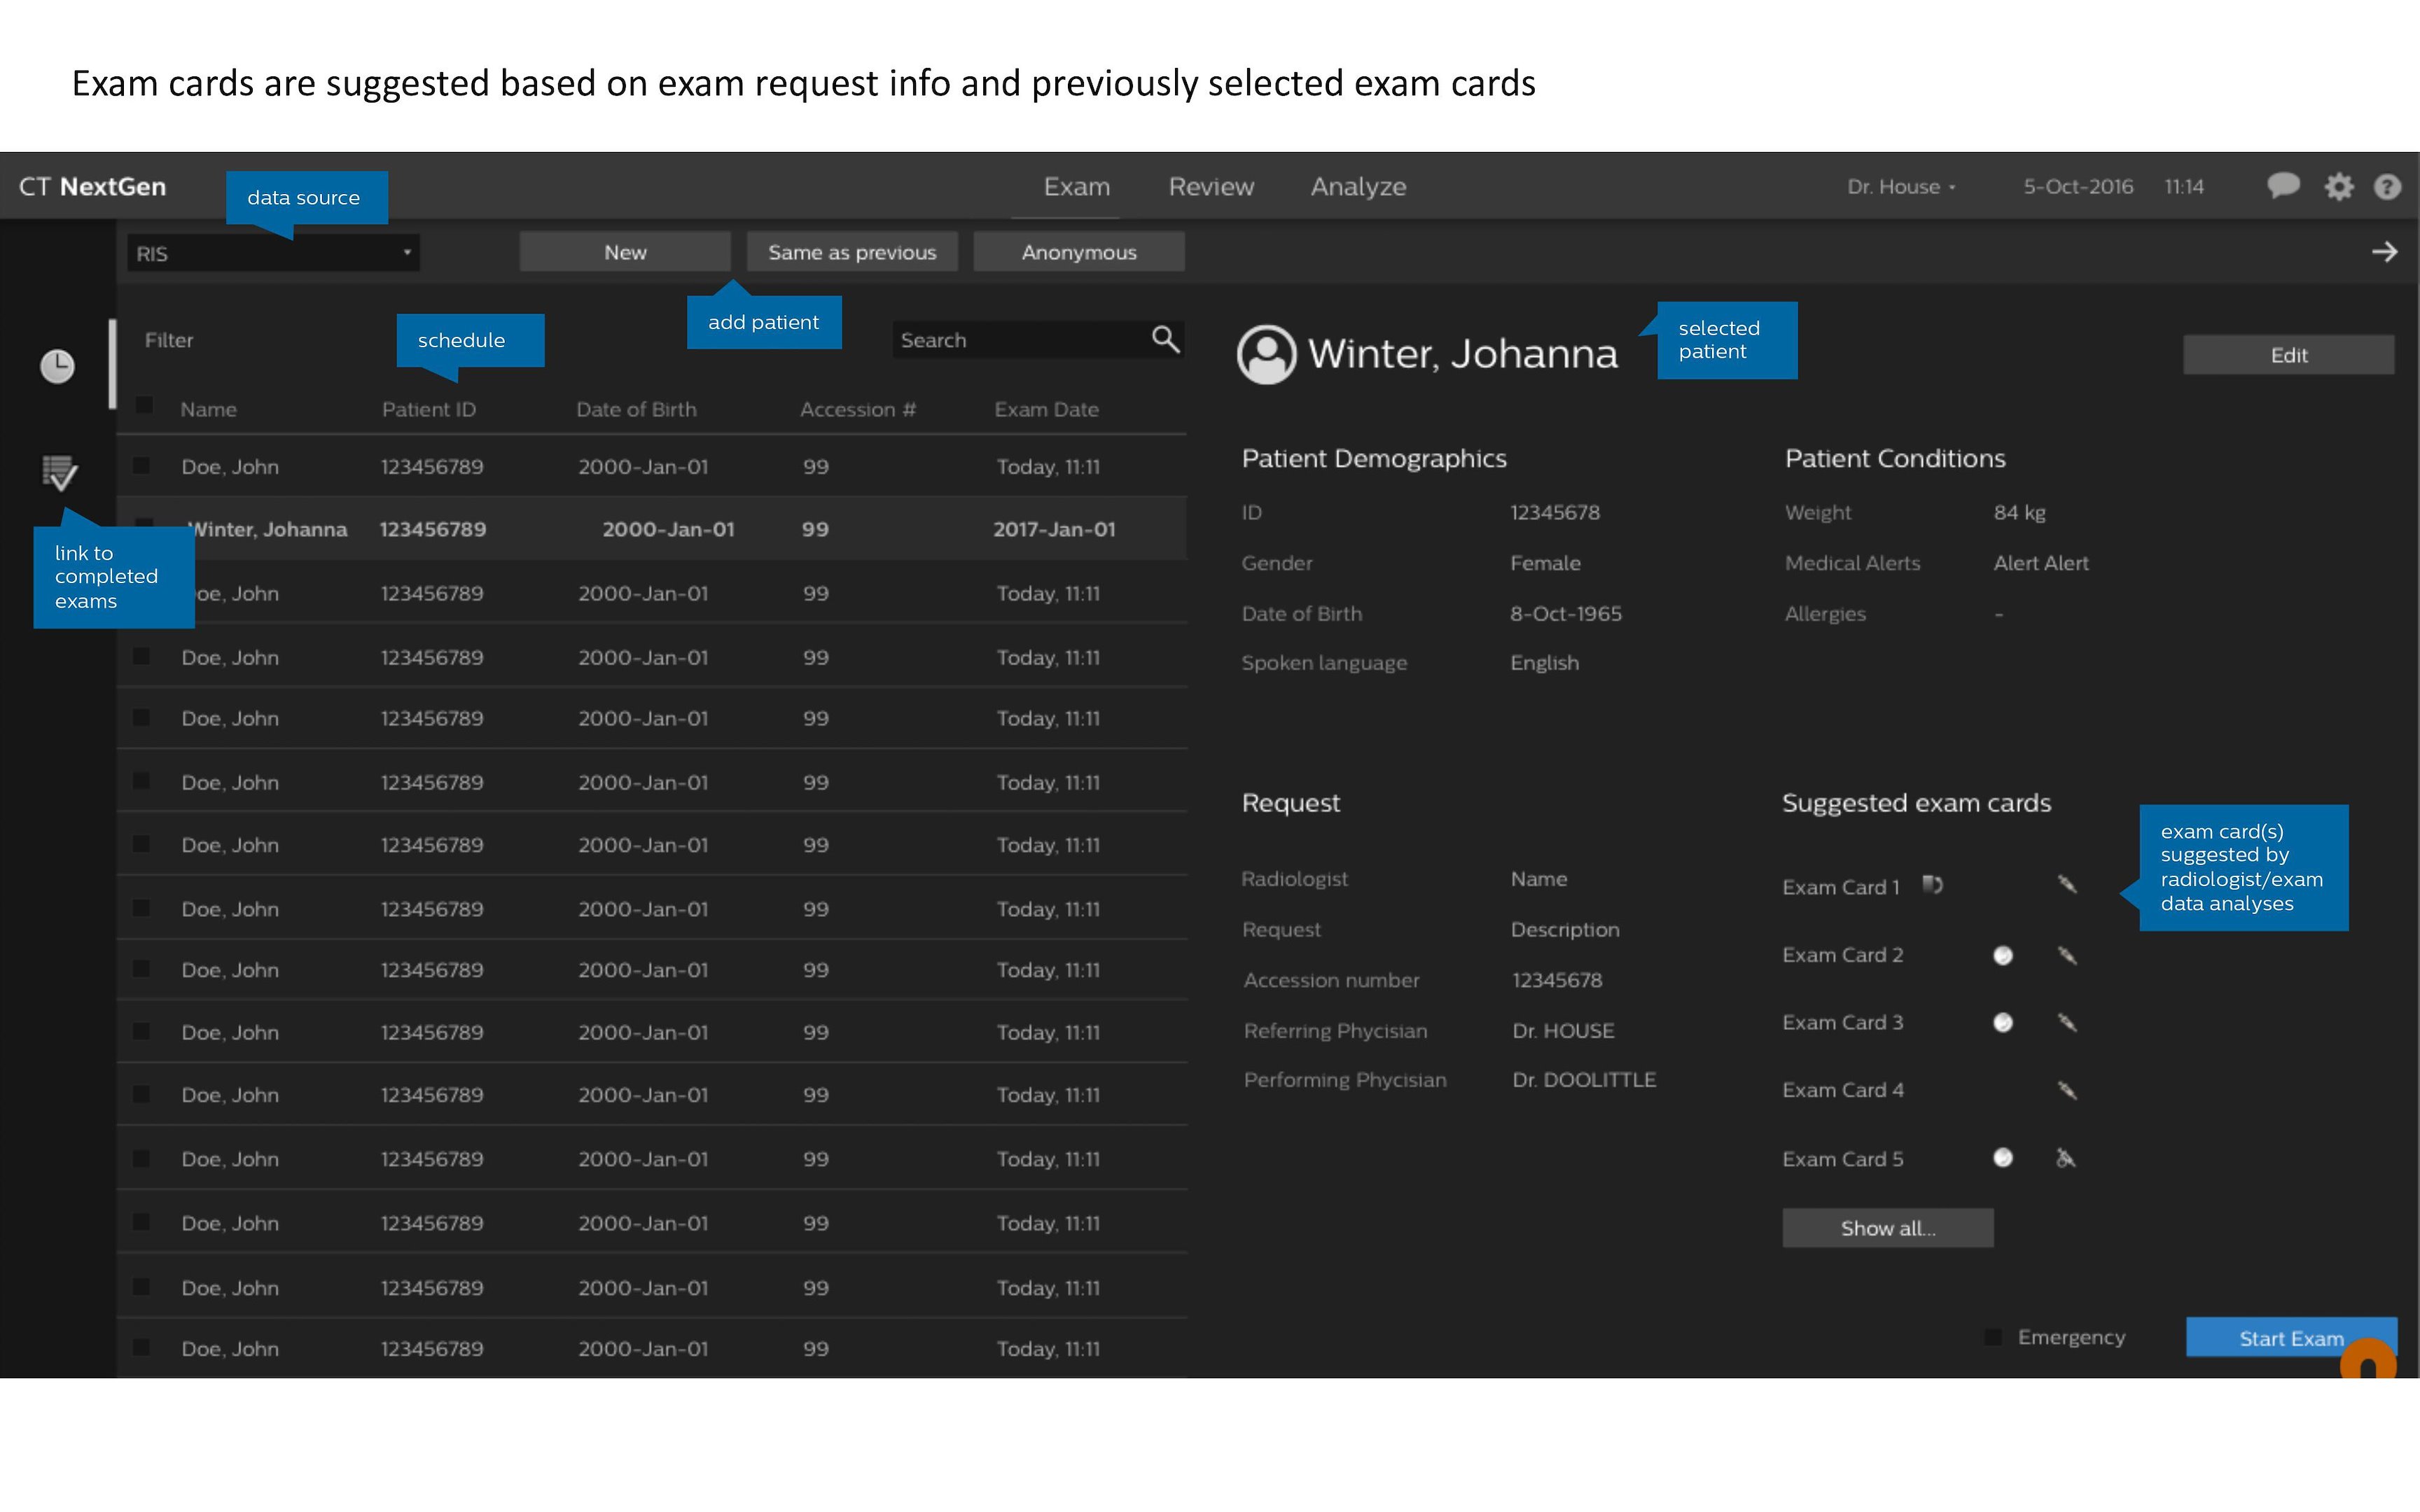 Exam cards are suggested based on exam request info and previously selected exam cards
CT NextGen
data source
Exam Review Analyze
Dr. House 5-Oct-2016 11:14
RIS
New Same as previous Anonymous
Filter
schedule
add patient
Search
Name Patient ID Date of Birth Accession # Exam Date
Doe, John 123456789 2000-Jan-01 99 Today, 11:11
Winter, Johanna 123456789 2000-Jan-01 99 2017-Jan-01
link to
completed
exams
oe, John 123456789 2000-Jan-01 99 Today, 11:11
Doe, John 123456789 2000-Jan-01 99 Today, 11:11
Doe, John 123456789 2000-Jan-01 99 Today, 11:11
Doe, John 123456789 2000-Jan-01 99 Today, 11:11
Doe, John 123456789 2000-Jan-01 99 Today, 11:11
Doe, John 123456789 2000-Jan-01 99 Today, 11:11
Doe, John 123456789 2000-Jan-01 99 Today, 11:11
Doe, John 123456789 2000-Jan-01 99 Today, 11:11
Doe, John 123456789 2000-Jan-01 99 Today, 11:11
Doe, John 123456789 2000-Jan-01 99 Today, 11:11
Doe, John 123456789 2000-Jan-01 99 Today, 11:11
Doe, John 123456789 2000-Jan-01 99 Today, 11:11
Doe, John 123456789 2000-Jan-01 99 Today, 11:11
Winter, Johanna
selected
patient
Edit
Patient Demographics
ID 12345678
Gender Female
Date of Birth 8-Oct-1965
Spoken language English
Patient Conditions
Weight 84 kg
Medical Alerts Alert Alert
Allergies -
Request
Radiologist Name
Request Description
Accession number 12345678
Referring Phycisian Dr. HOUSE
Performing Phycisian Dr. DOOLITTLE
Suggested exam cards
Exam Card 1
Exam Card 2
Exam Card 3
Exam Card 4
Exam Card 5
exam card(s)
suggested by
radiologist/exam
data analyses
Show all...
Emergency
Start Exam